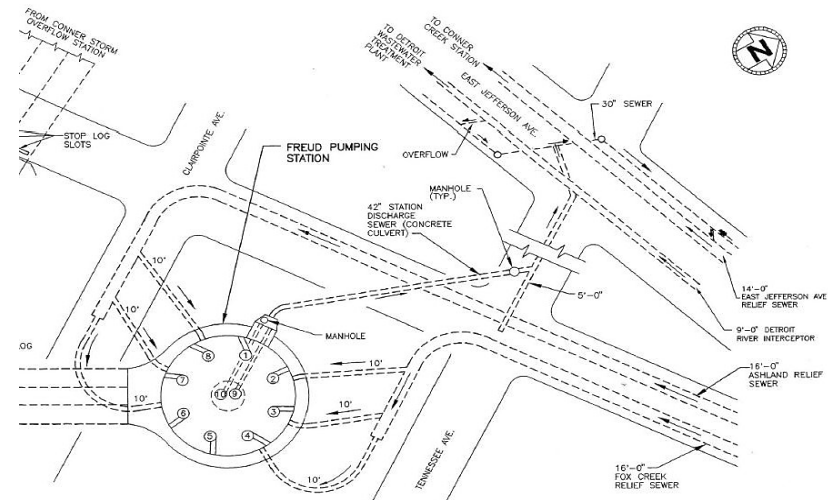 FROM CONNER STORM
OVERFLOW STATION
TO DETROIT
WASTEWATER
TREATMENT
PLANT
TO CONNER
CREEK STATION
N
EAST JEFFERSON AVE.
30" SEWER
STOP LOG
SLOTS
CLAIRPOINTE AVE.
FREUD PUMPING
STATION
OVERFLOW
MANHOLE
(TYP.)
42" STATION
DISCHARGE
SEWER (CONCRETE
CULVERT)
10'
10'
5'-0"
14'-0"
EAST JEFFERSON AVE
RELIEF SEWER
9'-0" DETROIT
RIVER INTERCEPTOR
MANHOLE
OG
8
1
7
2
10'
10
9
16'-0"
ASHLAND RELIEF
SEWER
10'
6
3
10'
5
4
10'
TENNESSEE AVE.
16'-0"
FOX CREEK
RELIEF SEWER